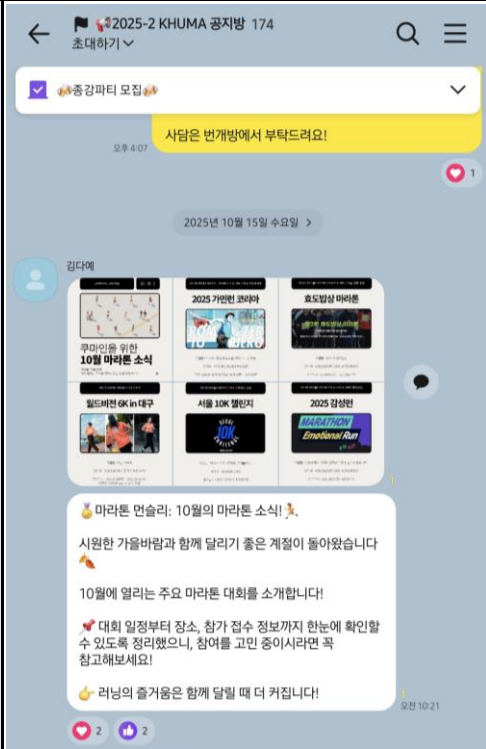 2025-2 KHUMA 공지방 174
초대하기
종강파티 모집
사담은 번개방에서 부탁드려요!
오후 4:07
1
2025년 10월 15일 수요일 >
김다예
쿠마인을 위한
10월 마라톤 소식
2025 가민런 코리아
효도밥상 마라톤
월드비전 6K in 대구
서울 10K 챌린지
SEOUL
10K
CHALLENGE
2025 감성런
MARATHON
Emotional Run
1
🏅마라톤 먼슬리: 10월의 마라톤 소식!🏃
시원한 가을바람과 함께 달리기 좋은 계절이 돌아왔습니다
🍂
10월에 열리는 주요 마라톤 대회를 소개합니다!
📌 대회 일정부터 장소, 참가 접수 정보까지 한눈에 확인할
수 있도록 정리했으니, 참여를 고민 중이시라면 꼭
참고해보세요!
👉 러닝의 즐거움은 함께 달릴 때 더 커집니다!
1
오전 10:21
2
2